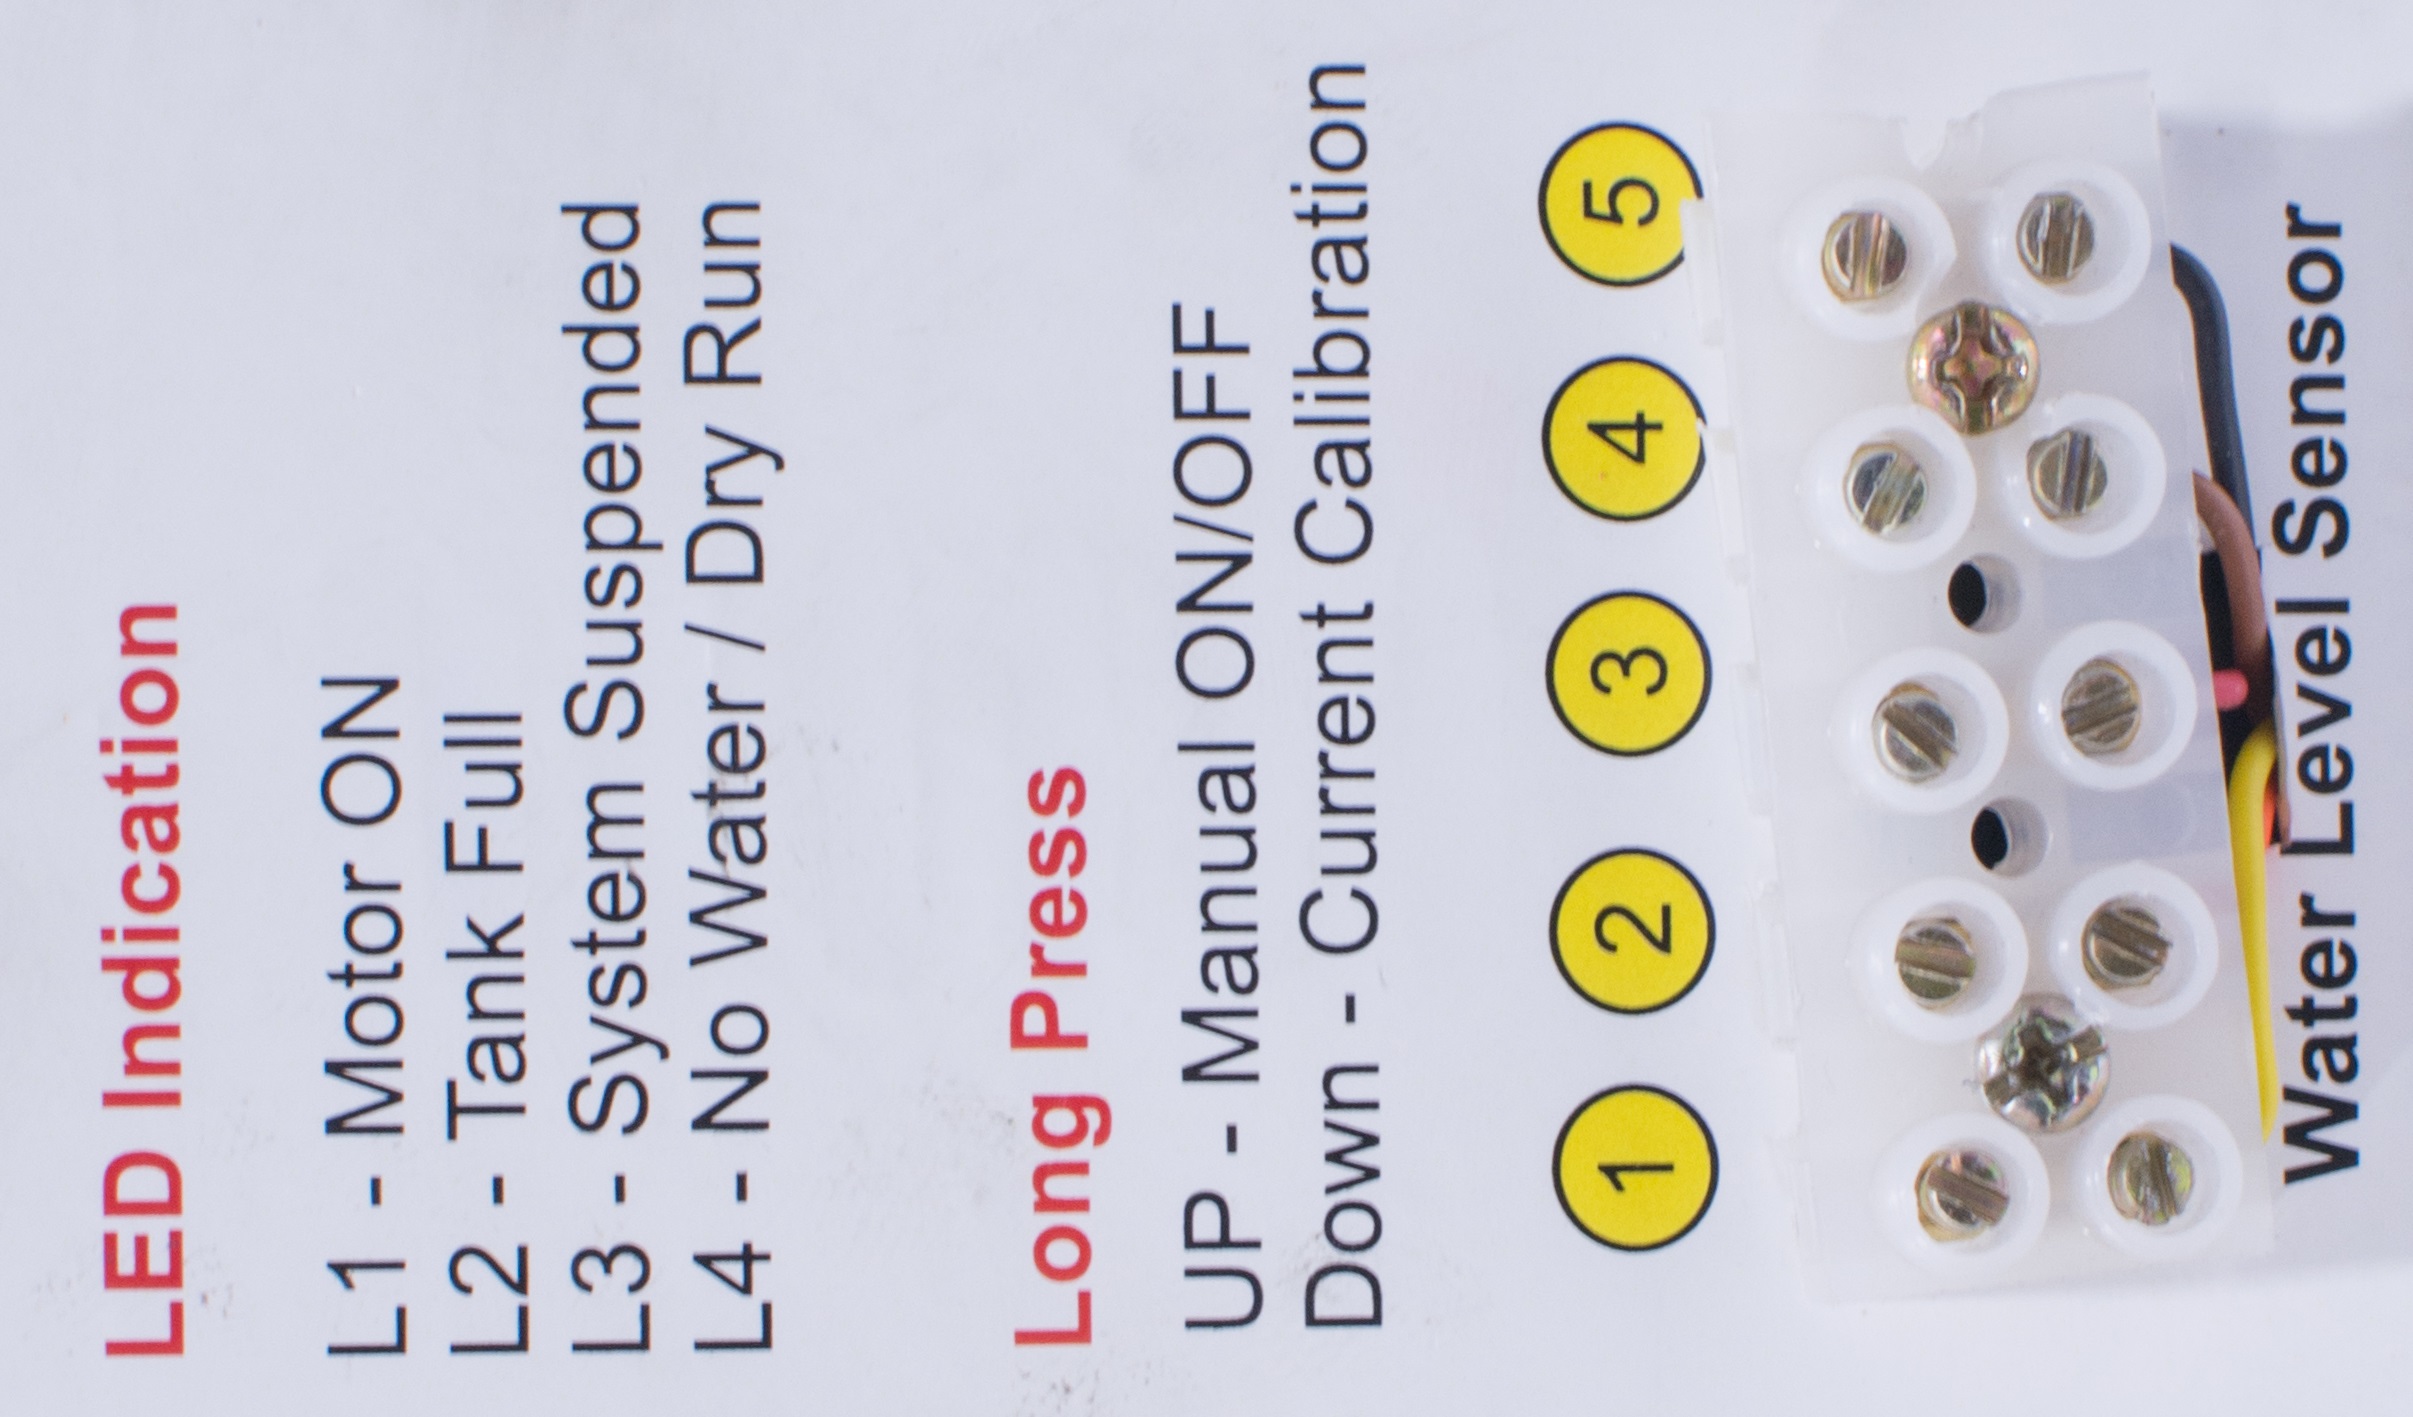 LED Indication
L1 - Motor ON
L2 - Tank Full
L3 - System Suspended
L4 - No Water / Dry Run
Long Press
UP - Manual ON/OFF
Down - Current Calibration
1 2 3 4 5
Water Level Sensor